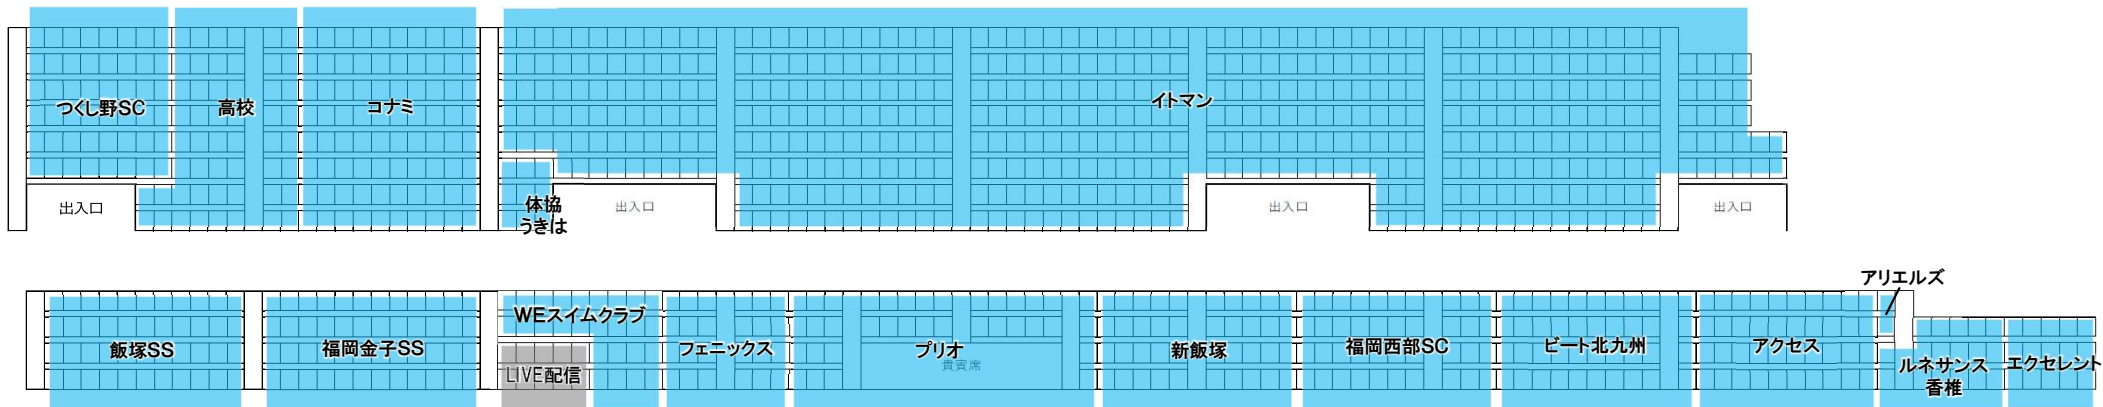 つくし野SC
高校
コナミ
イトマン
体協
うきは
出入口
出入口
出入口
出入口
アリエルズ
WEスイムクラブ
飯塚SS
福岡金子SS
LIVE配信
フェニックス
プリオ
貴賓席
新飯塚
福岡西部SC
ビート北九州
アクセス
ルネサンス
香椎
エクセレント